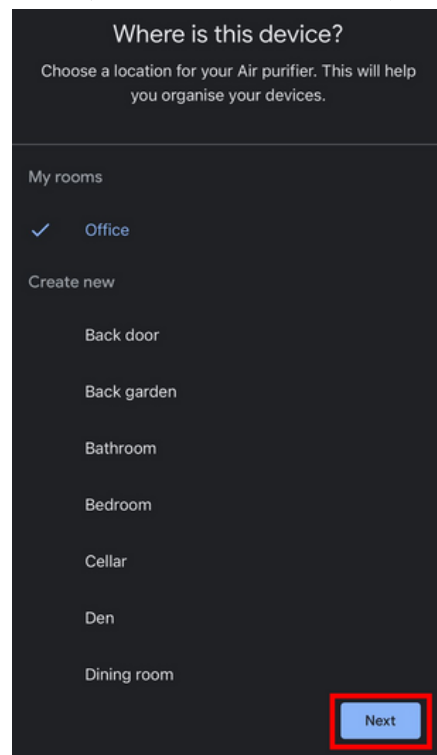 Where is this device?
Choose a location for your Air purifier. This will help
you organise your devices.
My rooms
Office
Create new
Back door
Back garden
Bathroom
Bedroom
Cellar
Den
Dining room
Next